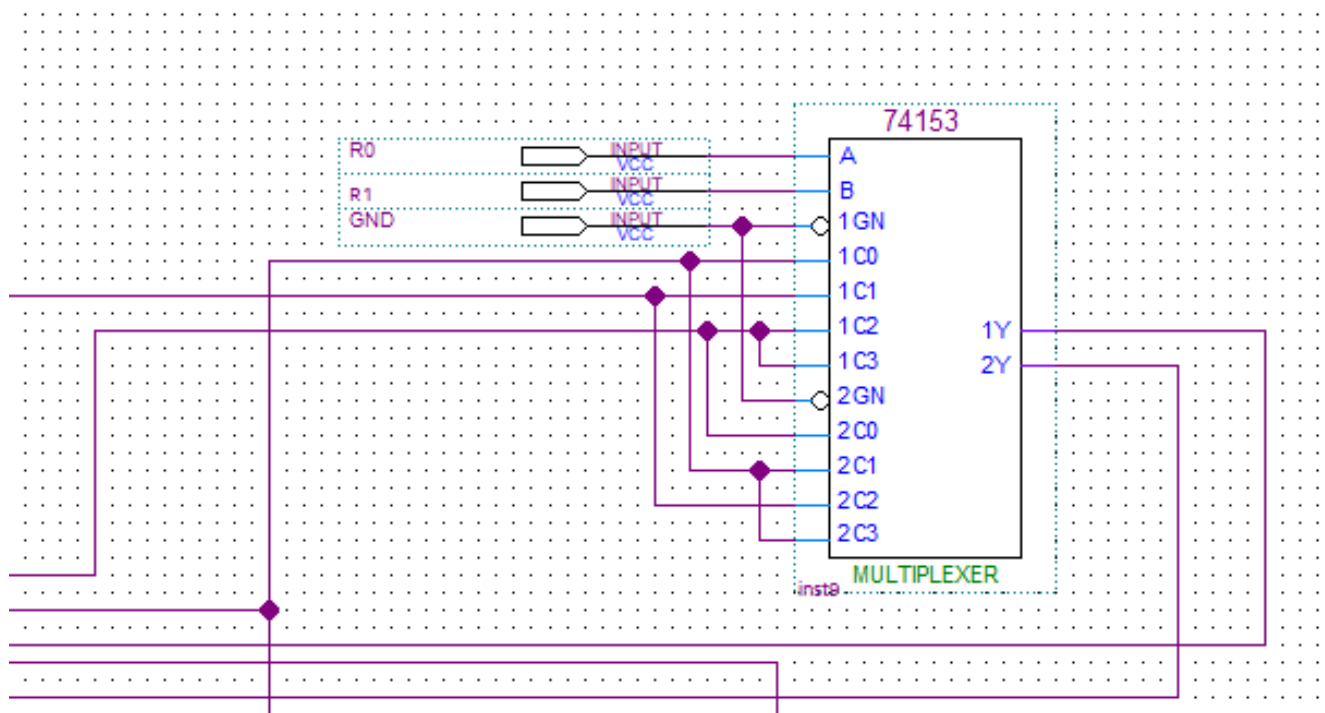 74153
R0 INPUT
VCC
A
R1 INPUT
VCC
B
GND INPUT
VCC
1GN
1C0
1C1
1C2
1Y
1C3
2Y
2GN
2C0
2C1
2C2
2C3
MULTIPLEXER
inst9